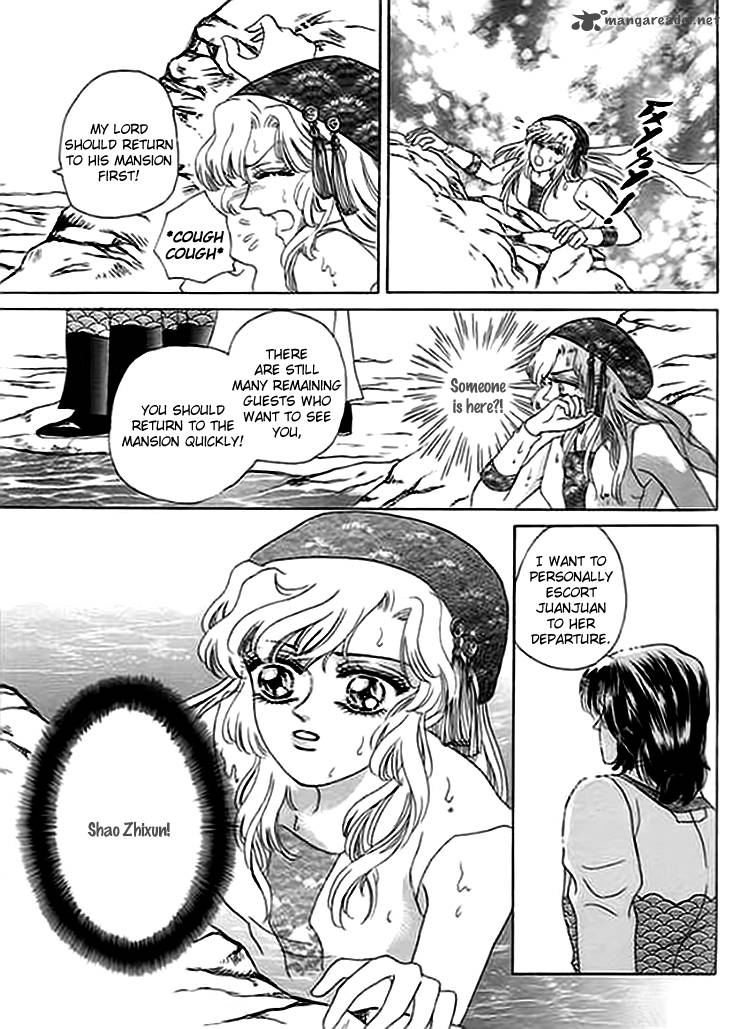 mangareader.net
MY LORD
SHOULD RETURN
TO HIS MANSION
FIRST!
*COUGH
COUGH*
Someone
is here?!
THERE
ARE STILL
MANY REMAINING
GUESTS WHO
WANT TO SEE
YOU,
YOU SHOULD
RETURN TO THE
MANSION QUICKLY!
I WANT TO
PERSONALLY
ESCORT
JUANJUAN
TO HER
DEPARTURE.
Shao Zhixun!